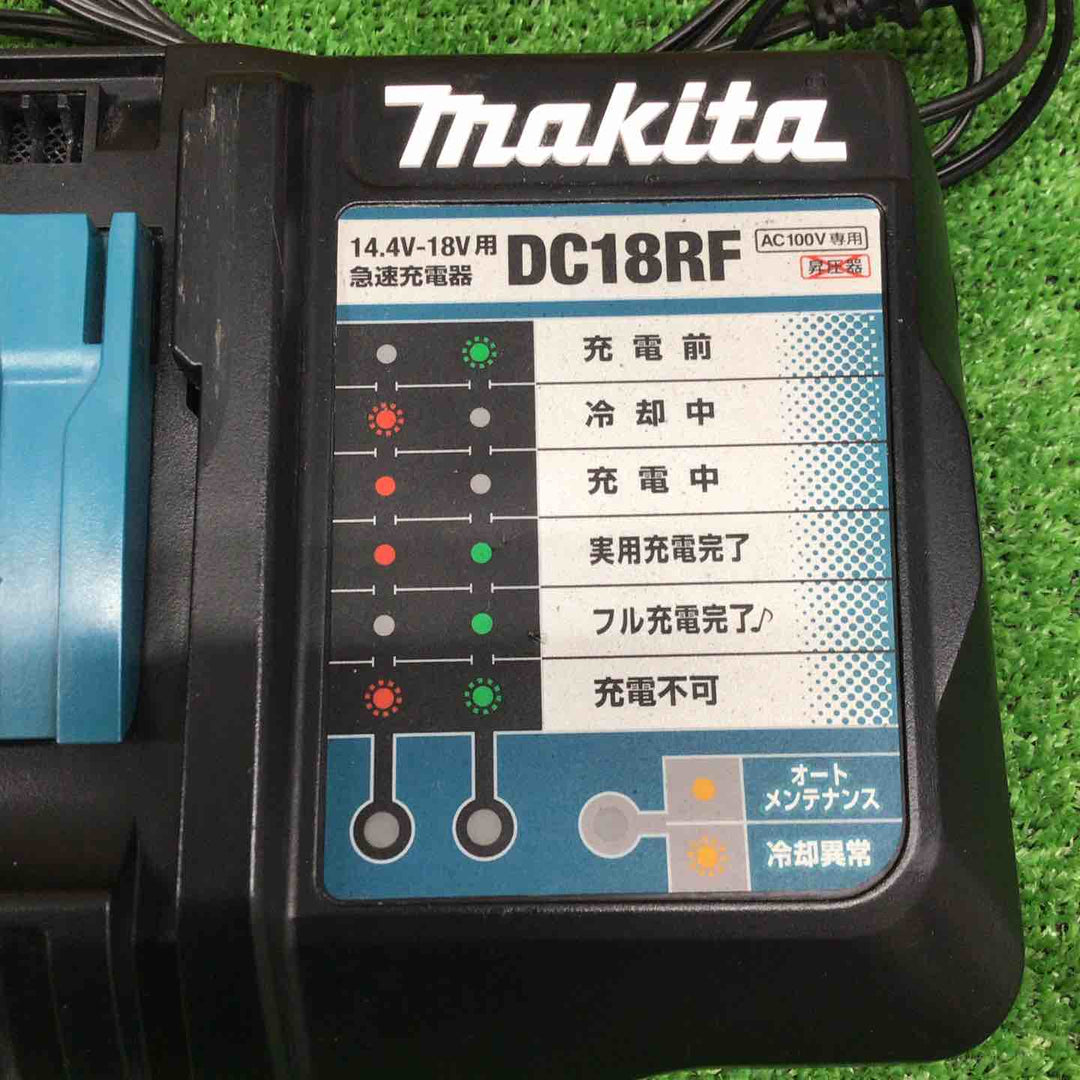 makita
14.4V-18V用
急速充電器
DC18RF
AC100V専用
昇圧器
充電前
冷却中
充電中
実用充電完了
フル充電完了♪
充電不可
オート
メンテナンス
冷却異常